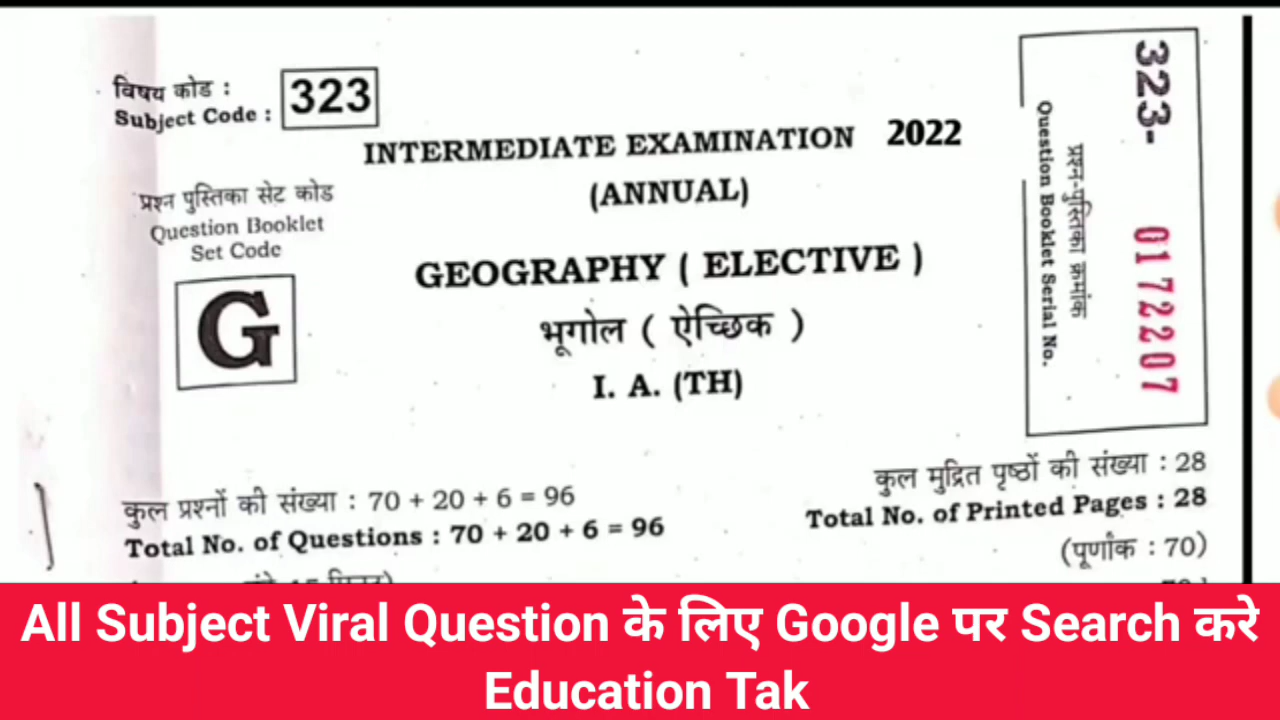 विषय कोड :
Subject Code :
323
INTERMEDIATE EXAMINATION 2022
(ANNUAL)
प्रश्न पुस्तिका सेट कोड
Question Booklet
Set Code
G
GEOGRAPHY ( ELECTIVE )
भूगोल ( ऐच्छिक )
I. A. (TH)
323- 0172207
प्रश्न-पुस्तिका क्रमांक
Question Booklet Serial No.
कुल प्रश्नों की संख्या : 70 + 20 + 6 = 96
Total No. of Questions : 70 + 20 + 6 = 96
कुल मुद्रित पृष्ठों की संख्या : 28
Total No. of Printed Pages : 28
(पूर्णांक : 70)
All Subject Viral Question के लिए Google पर Search करे
Education Tak